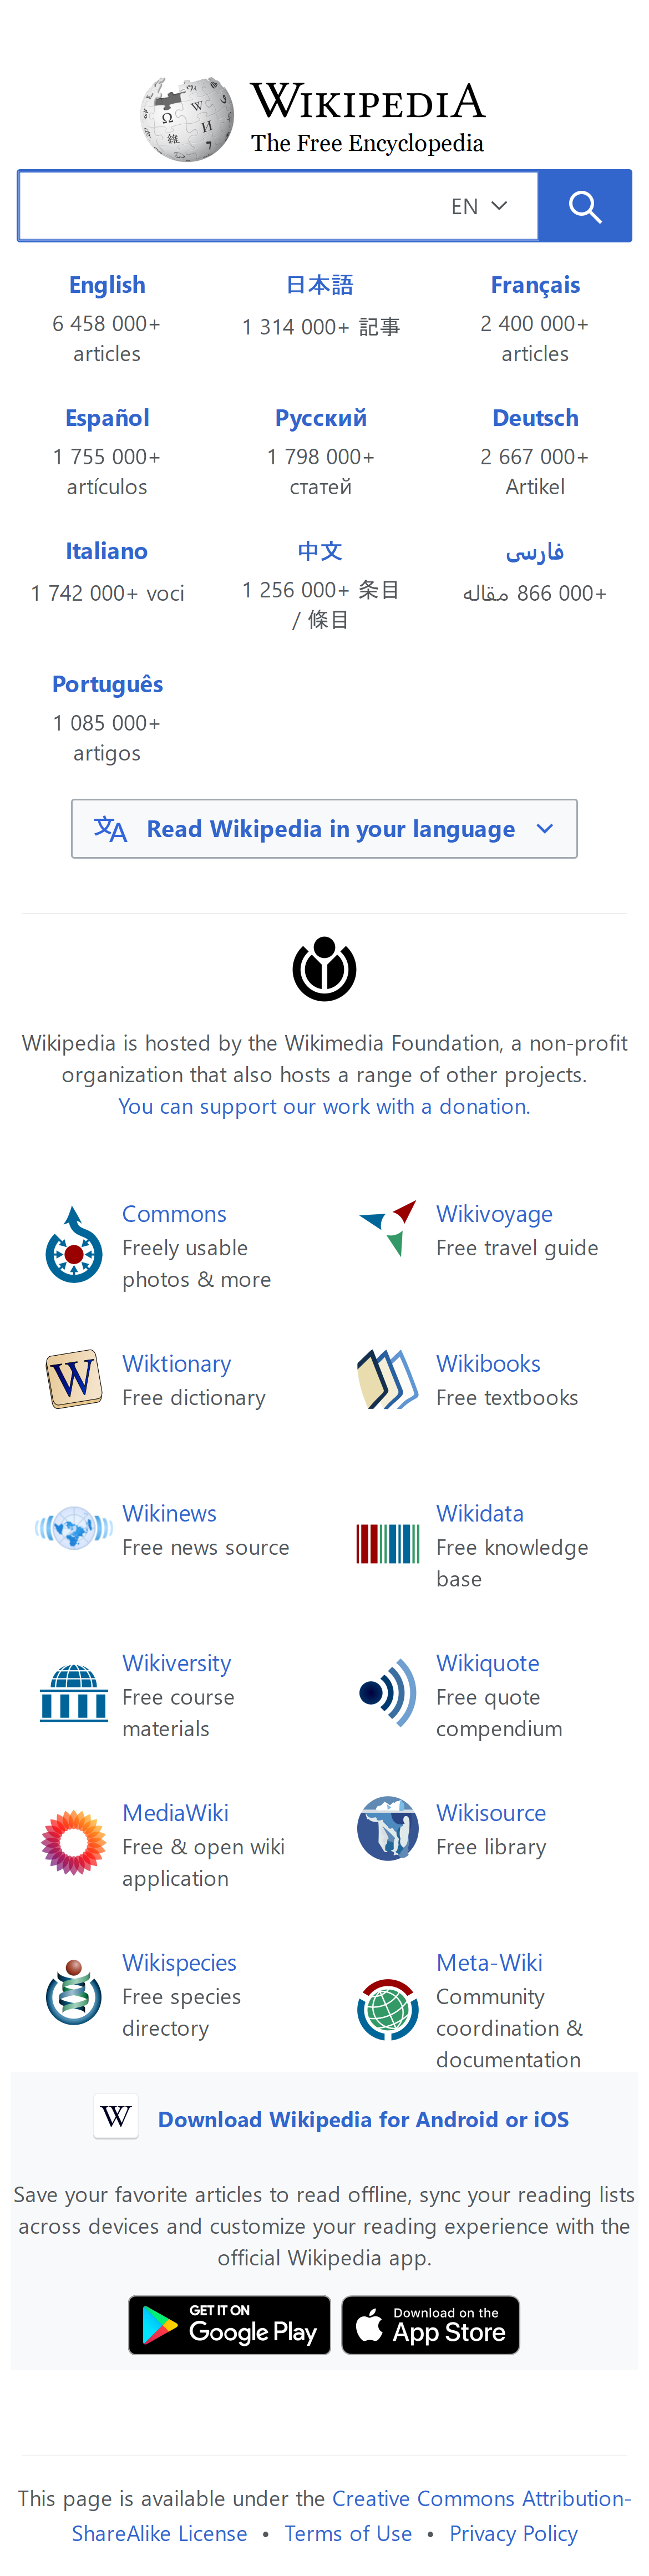 WIKIPEDIA
The Free Encyclopedia
EN
English
6 458 000+
articles
日本語
1 314 000+ 記事
Français
2 400 000+
articles
Español
1 755 000+
artículos
Русский
1 798 000+
статей
Deutsch
2 667 000+
Artikel
Italiano
1 742 000+ voci
中文
1 256 000+ 条目
/ 條目
فارسی
866 000+ مقاله
Português
1 085 000+
artigos
Read Wikipedia in your language
Wikipedia is hosted by the Wikimedia Foundation, a non-profit
organization that also hosts a range of other projects.
You can support our work with a donation.
Commons
Freely usable
photos & more
Wikivoyage
Free travel guide
W
Wiktionary
Free dictionary
Wikibooks
Free textbooks
Wikinews
Free news source
Wikidata
Free knowledge
base
Wikiversity
Free course
materials
Wikiquote
Free quote
compendium
MediaWiki
Free & open wiki
application
Wikisource
Free library
Wikispecies
Free species
directory
Meta-Wiki
Community
coordination &
documentation
W
Download Wikipedia for Android or iOS
Save your favorite articles to read offline, sync your reading lists
across devices and customize your reading experience with the
official Wikipedia app.
GET IT ON
Google Play
Download on the
App Store
This page is available under the Creative Commons Attribution-
ShareAlike License • Terms of Use • Privacy Policy